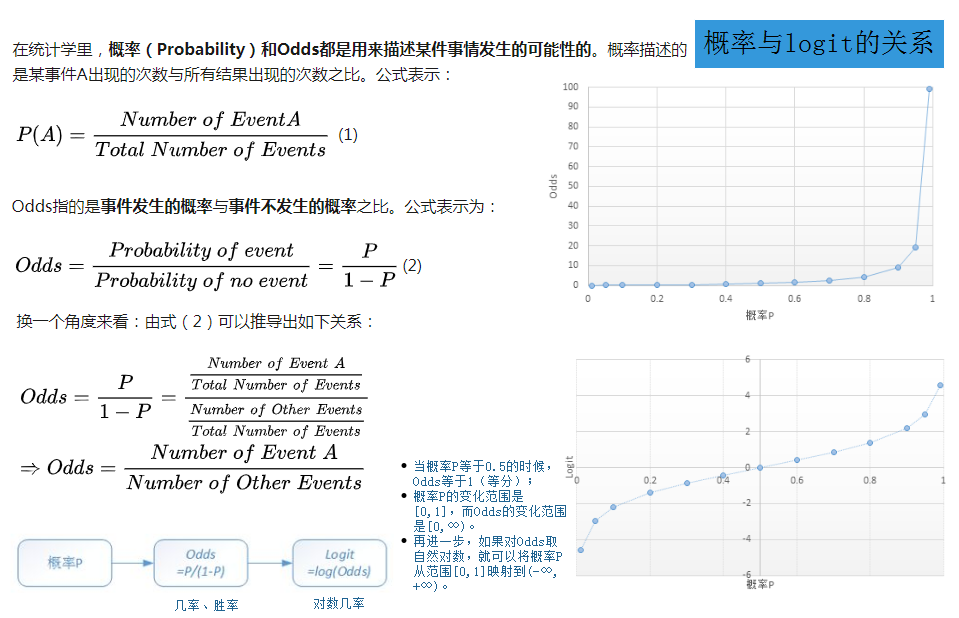 概率与logit的关系
在统计学里，概率（Probability）和Odds都是用来描述某件事情发生的可能性的。概率描述的
是某事件A出现的次数与所有结果出现的次数之比。公式表示：
P(A) = Number of EventA / Total Number of Events (1)
Odds指的是事件发生的概率与事件不发生的概率之比。公式表示为：
Odds = Probability of event / Probability of no event = P / 1 − P (2)
换一个角度来看：由式（2）可以推导出如下关系：
Odds = P / 1 − P = Number of Event A / Total Number of Events / Number of Other Events / Total Number of Events
⇒ Odds = Number of Event A / Number of Other Events
概率P
Odds
=P/(1-P)
Logit
=log(Odds)
几率、胜率
对数几率
• 当概率P等于0.5的时候，
Odds等于1（等分）；
• 概率P的变化范围是
[0,1]，而Odds的变化范围
是[0,∞)。
• 再进一步，如果对Odds取
自然对数，就可以将概率P
从范围[0,1]映射到(-∞,
+∞)。
100
90
80
70
60
50
40
30
20
10
0
Odds
0 0.2 0.4 0.6 0.8 1
概率P
6
4
2
0
-2
-4
-6
Logit
0 0.2 0.4 0.6 0.8 1
概率P